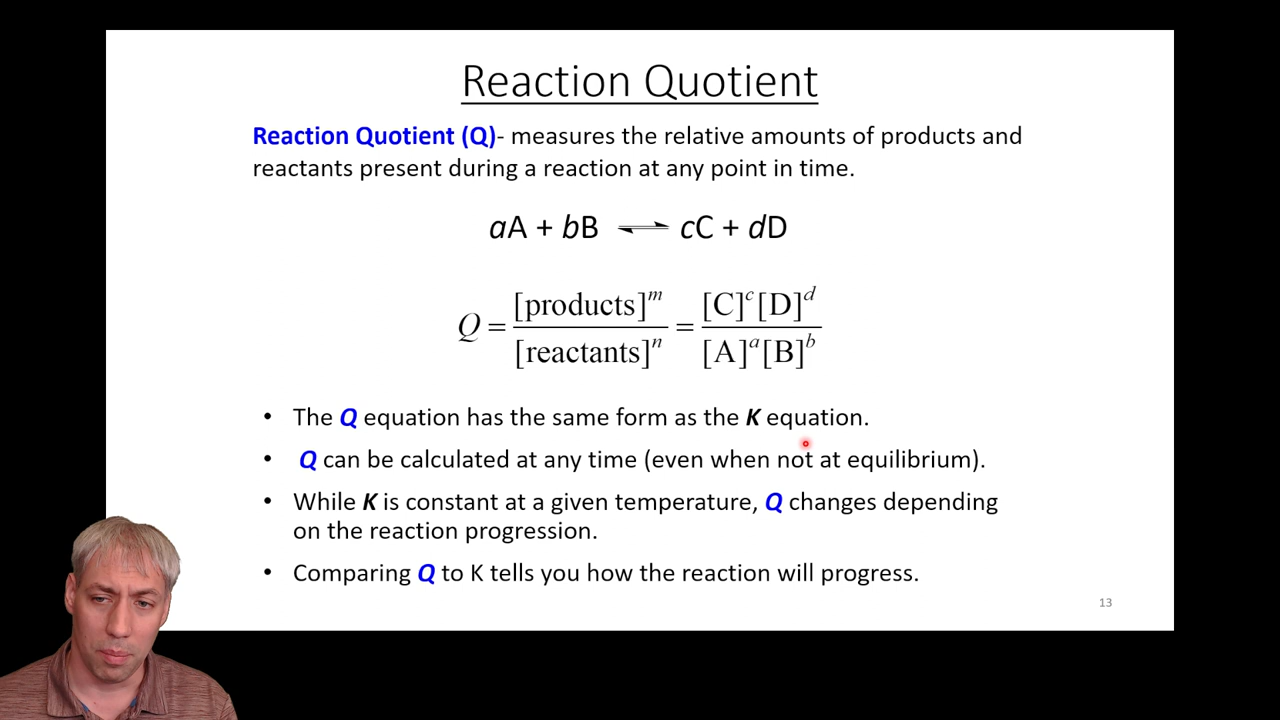 Reaction Quotient
Reaction Quotient (Q)- measures the relative amounts of products and
reactants present during a reaction at any point in time.
aA + bB ⇌ cC + dD
Q = [products]^m / [reactants]^n = [C]^c[D]^d / [A]^a[B]^b
• The Q equation has the same form as the K equation.
• Q can be calculated at any time (even when not at equilibrium).
• While K is constant at a given temperature, Q changes depending
on the reaction progression.
• Comparing Q to K tells you how the reaction will progress.
13